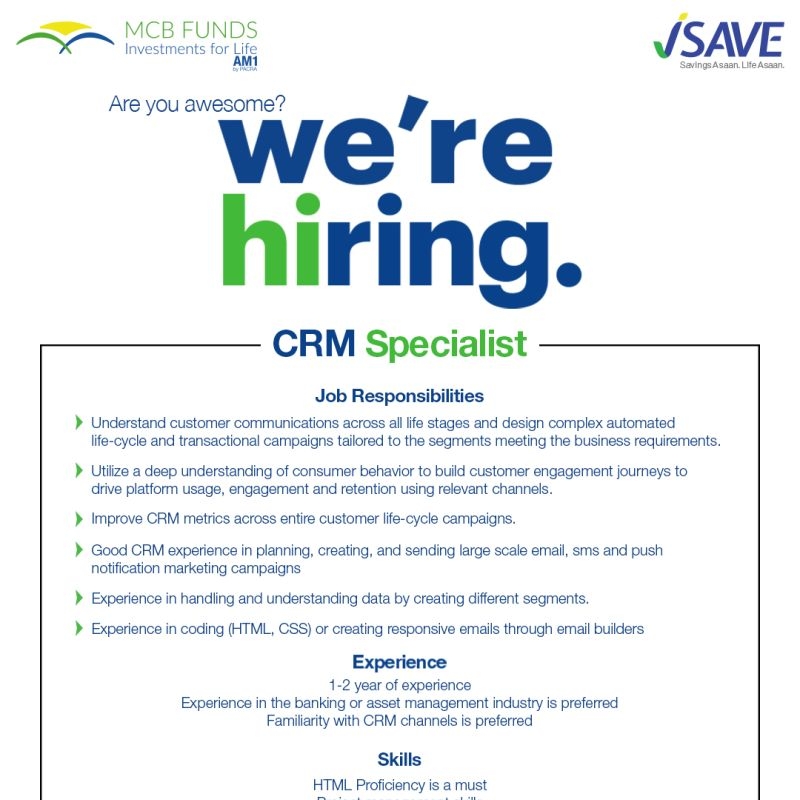 MCB FUNDS
Investments for Life
AM1
by PACRA
iSAVE
Savings Asaan. Life Asaan.
Are you awesome?
we're
hiring.
CRM Specialist
Job Responsibilities
Understand customer communications across all life stages and design complex automated
life-cycle and transactional campaigns tailored to the segments meeting the business requirements.
Utilize a deep understanding of consumer behavior to build customer engagement journeys to
drive platform usage, engagement and retention using relevant channels.
Improve CRM metrics across entire customer life-cycle campaigns.
Good CRM experience in planning, creating, and sending large scale email, sms and push
notification marketing campaigns
Experience in handling and understanding data by creating different segments.
Experience in coding (HTML, CSS) or creating responsive emails through email builders
Experience
1-2 year of experience
Experience in the banking or asset management industry is preferred
Familiarity with CRM channels is preferred
Skills
HTML Proficiency is a must
Project management skills